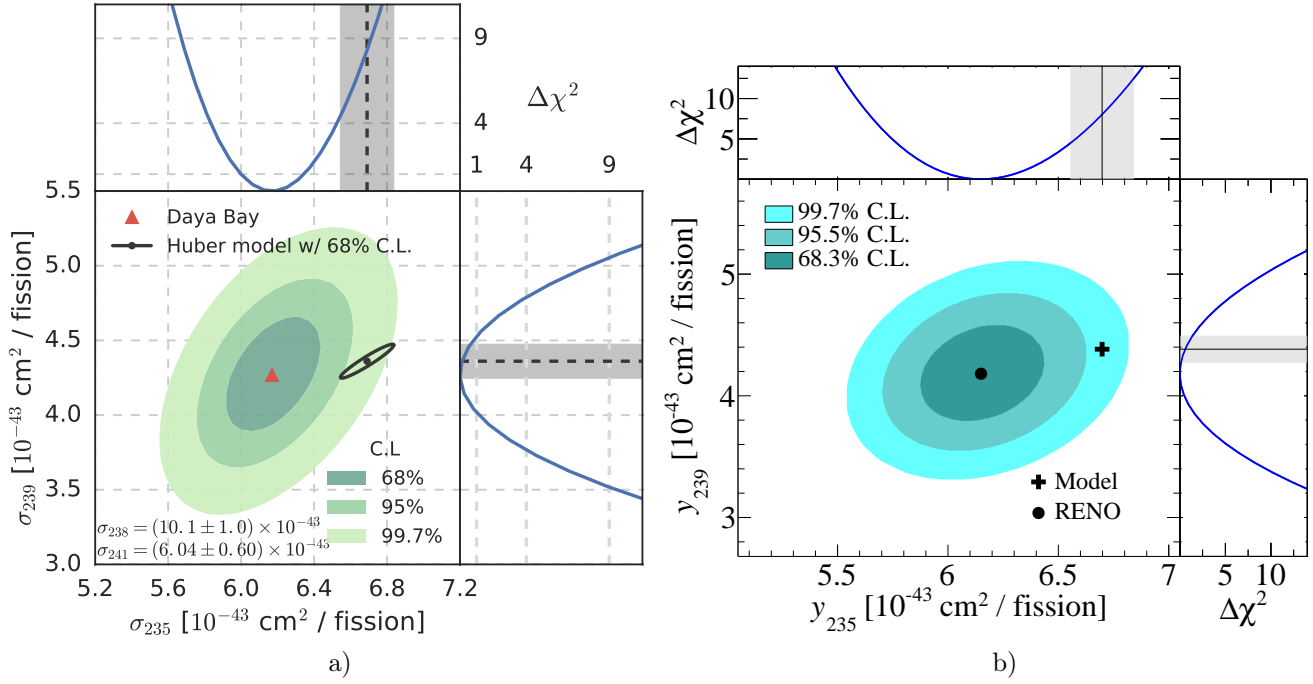 9
4
Δχ²
1 4 9
5.5
5.0
4.5
4.0
3.5
3.0
σ₂₃₉ [10⁻⁴³ cm² / fission]
Daya Bay
Huber model w/ 68% C.L.
C.L
68%
95%
99.7%
σ₂₃₈ = (10.1 ± 1.0) × 10⁻⁴³
σ₂₄₁ = (6.04 ± 0.60) × 10⁻⁴³
5.2 5.6 6.0 6.4 6.8 7.2
σ₂₃₅ [10⁻⁴³ cm² / fission]
a)
Δχ²
10
5
99.7% C.L.
95.5% C.L.
68.3% C.L.
y₂₃₉ [10⁻⁴³ cm² / fission]
5
4
3
Model
RENO
5.5 6 6.5 7
5 10
y₂₃₅ [10⁻⁴³ cm² / fission]
Δχ²
b)